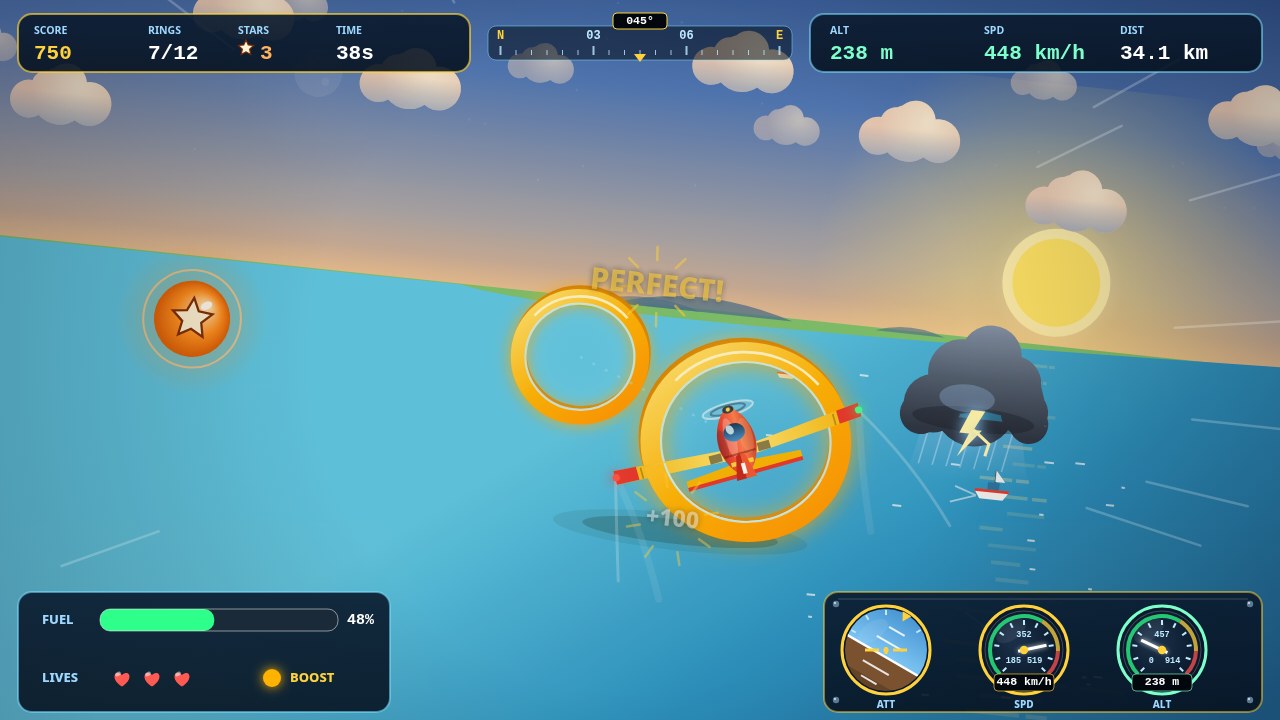 SCORE
750
RINGS
7/12
STARS
3
TIME
38s
045°
N 03 06 E
ALT
238 m
SPD
448 km/h
DIST
34.1 km
PERFECT!
+100
FUEL
48%
LIVES
BOOST
352
185 519
448 km/h
457
0 914
238 m
ATT
SPD
ALT